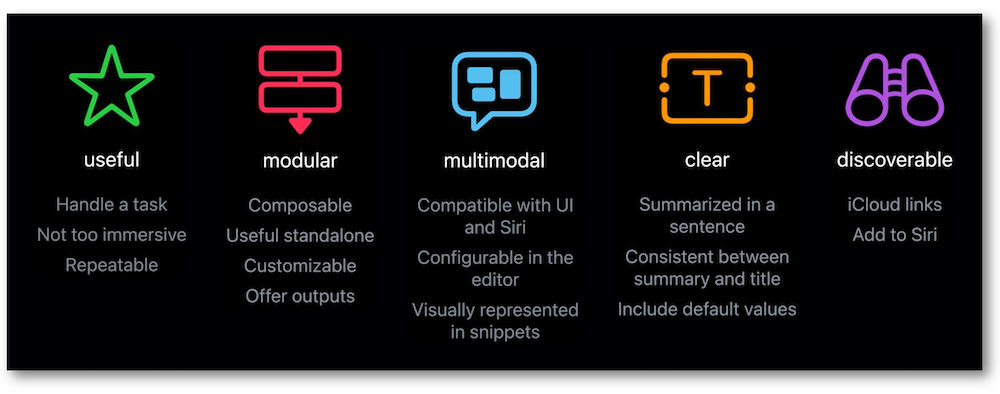 T
useful
Handle a task
Not too immersive
Repeatable
modular
Composable
Useful standalone
Customizable
Offer outputs
multimodal
Compatible with UI
and Siri
Configurable in the
editor
Visually represented
in snippets
clear
Summarized in a
sentence
Consistent between
summary and title
Include default values
discoverable
iCloud links
Add to Siri